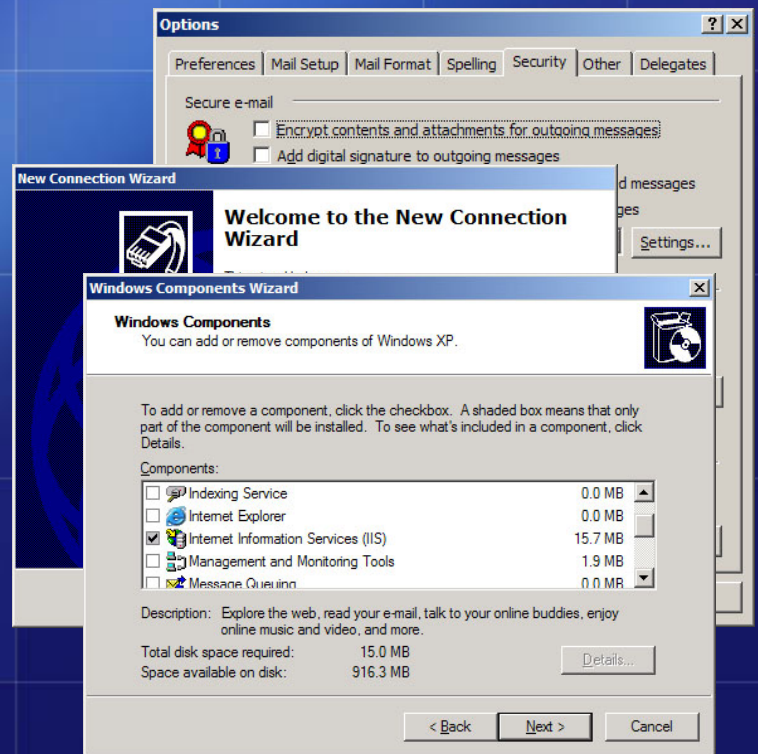 Options
Preferences Mail Setup Mail Format Spelling Security Other Delegates
Secure e-mail
Encrypt contents and attachments for outgoing messages
Add digital signature to outgoing messages
d messages
ges
Settings...
New Connection Wizard
Welcome to the New Connection
Wizard
Windows Components Wizard
Windows Components
You can add or remove components of Windows XP.
To add or remove a component, click the checkbox. A shaded box means that only
part of the component will be installed. To see what's included in a component, click
Details.
Components:
Indexing Service 0.0 MB
Internet Explorer 0.0 MB
Internet Information Services (IIS) 15.7 MB
Management and Monitoring Tools 1.9 MB
Message Queuing 0.0 MB
Description: Explore the web, read your e-mail, talk to your online buddies, enjoy
online music and video, and more.
Total disk space required: 15.0 MB
Space available on disk: 916.3 MB
Details...
< Back Next > Cancel